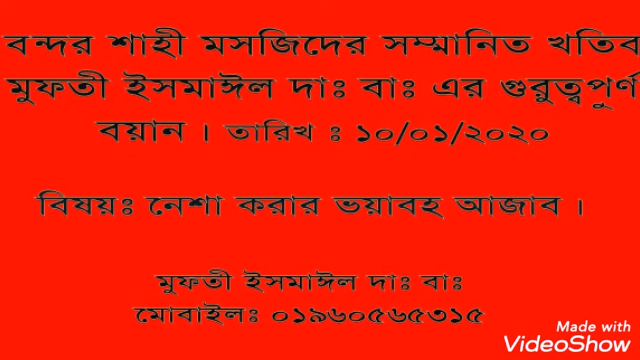 বন্দর শাহী মসজিদের সম্মানিত খতিব
মুফতী ইসমাঈল দাঃ বাঃ এর গুরুত্বপুর্ণ
বয়ান । তারিখ ঃ ১০/০১/২০২০
বিষয়ঃ নেশা করার ভয়াবহ আজাব ।
মুফতী ইসমাঈল দাঃ বাঃ
মোবাইলঃ ০১৯৬০৫৬৫৩১৫
Made with
VideoShow